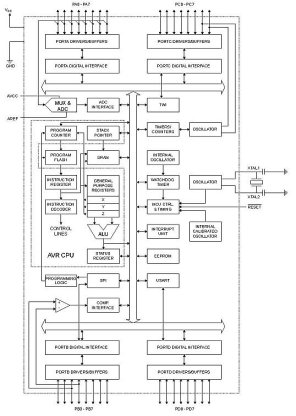 PA0 - PA7
PC0 - PC7
VCC
PORTA DRIVERS/BUFFERS
PORTC DRIVERS/BUFFERS
GND
PORTA DIGITAL INTERFACE
PORTC DIGITAL INTERFACE
AVCC
MUX &
ADC
ADC
INTERFACE
TWI
AREF
PROGRAM
COUNTER
STACK
POINTER
TIMERS/
COUNTERS
OSCILLATOR
PROGRAM
FLASH
SRAM
INTERNAL
OSCILLATOR
XTAL1
INSTRUCTION
REGISTER
GENERAL
PURPOSE
REGISTERS
WATCHDOG
TIMER
OSCILLATOR
X
Y
Z
XTAL2
INSTRUCTION
DECODER
MCU CTRL.
& TIMING
RESET
CONTROL
LINES
ALU
INTERRUPT
UNIT
INTERNAL
CALIBRATED
OSCILLATOR
AVR CPU
STATUS
REGISTER
EEPROM
PROGRAMMING
LOGIC
SPI
USART
+
-
COMP.
INTERFACE
PORTB DIGITAL INTERFACE
PORTD DIGITAL INTERFACE
PORTB DRIVERS/BUFFERS
PORTD DRIVERS/BUFFERS
PB0 - PB7
PD0 - PD7